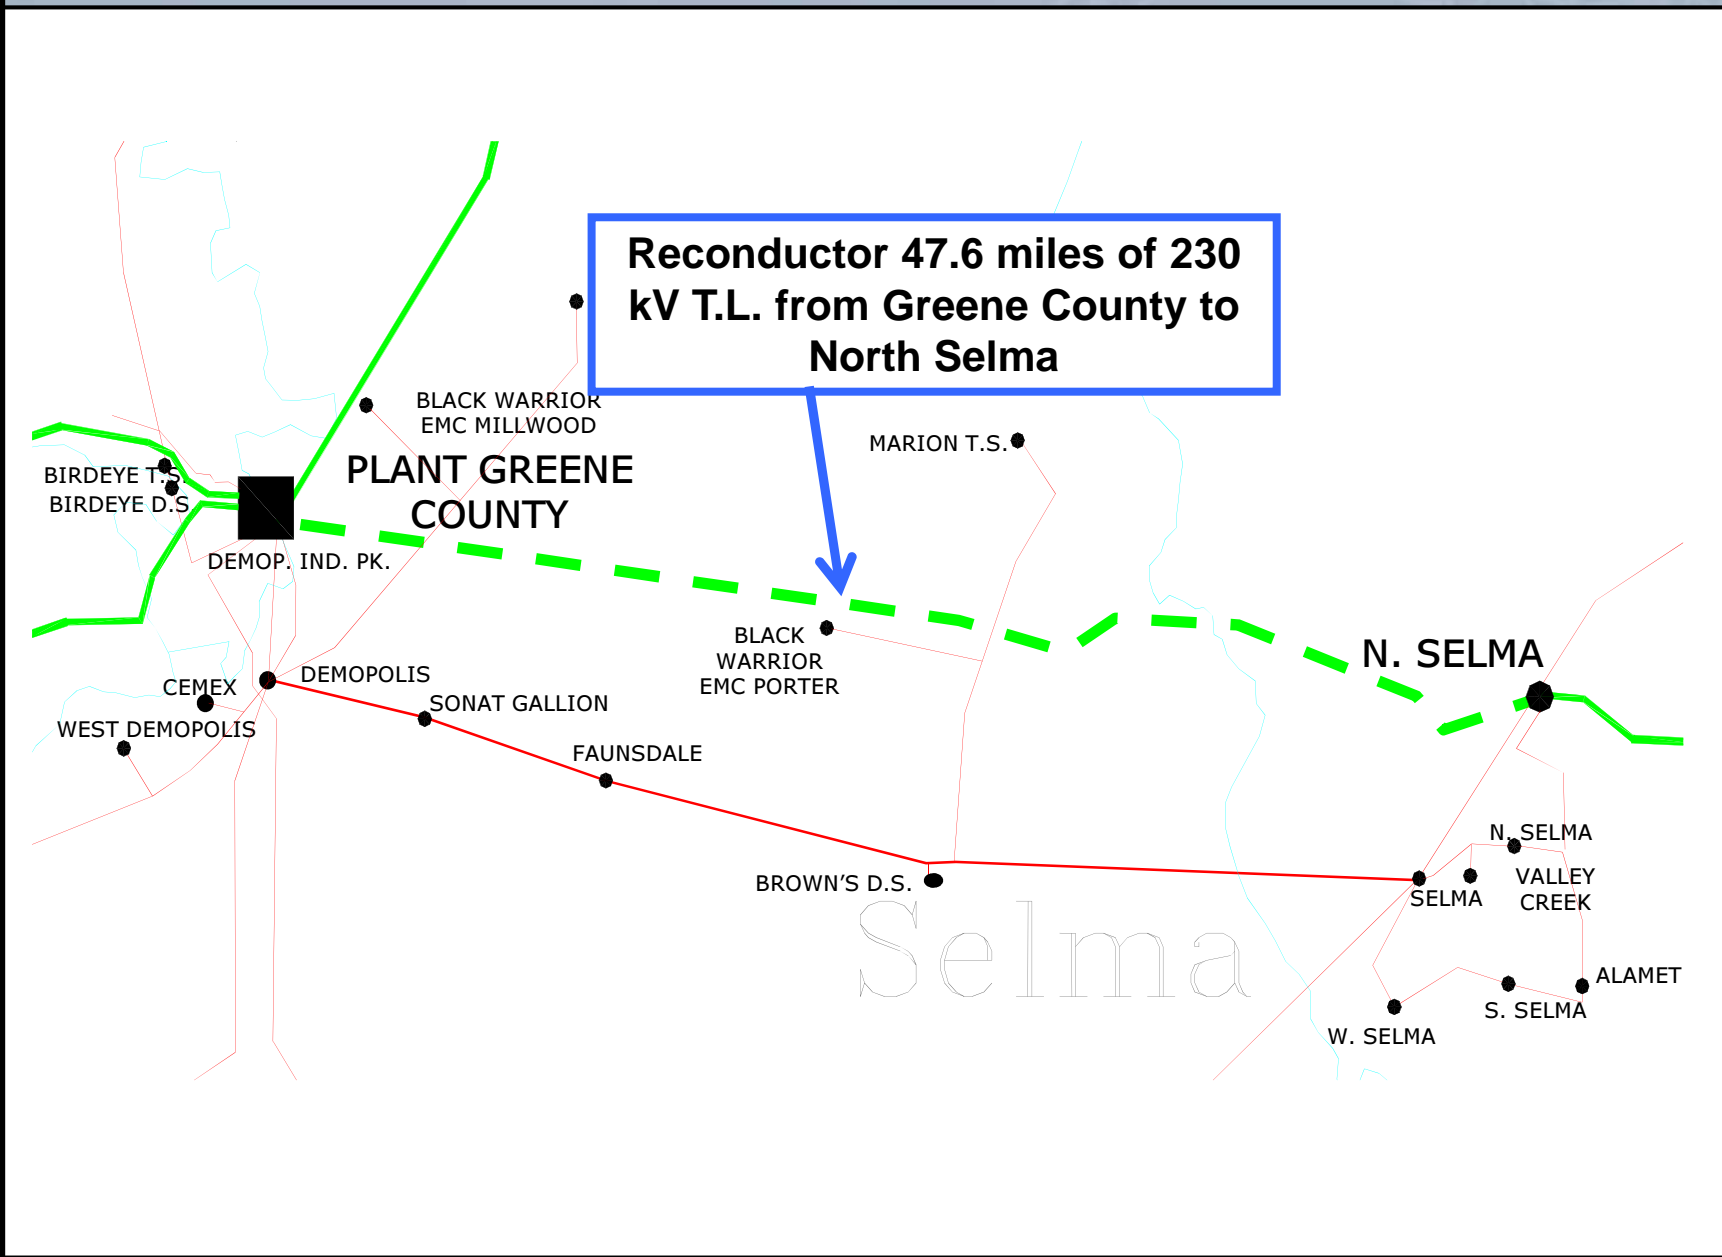 Reconductor 47.6 miles of 230
kV T.L. from Greene County to
North Selma
BLACK WARRIOR
EMC MILLWOOD
MARION T.S.
PLANT GREENE
COUNTY
BIRDEYE T.S.
BIRDEYE D.S.
DEMOP. IND. PK.
BLACK
WARRIOR
EMC PORTER
N. SELMA
DEMOPOLIS
CEMEX
SONAT GALLION
WEST DEMOPOLIS
FAUNSDALE
N. SELMA
BROWN'S D.S.
SELMA
VALLEY
CREEK
Selma
ALAMET
S. SELMA
W. SELMA